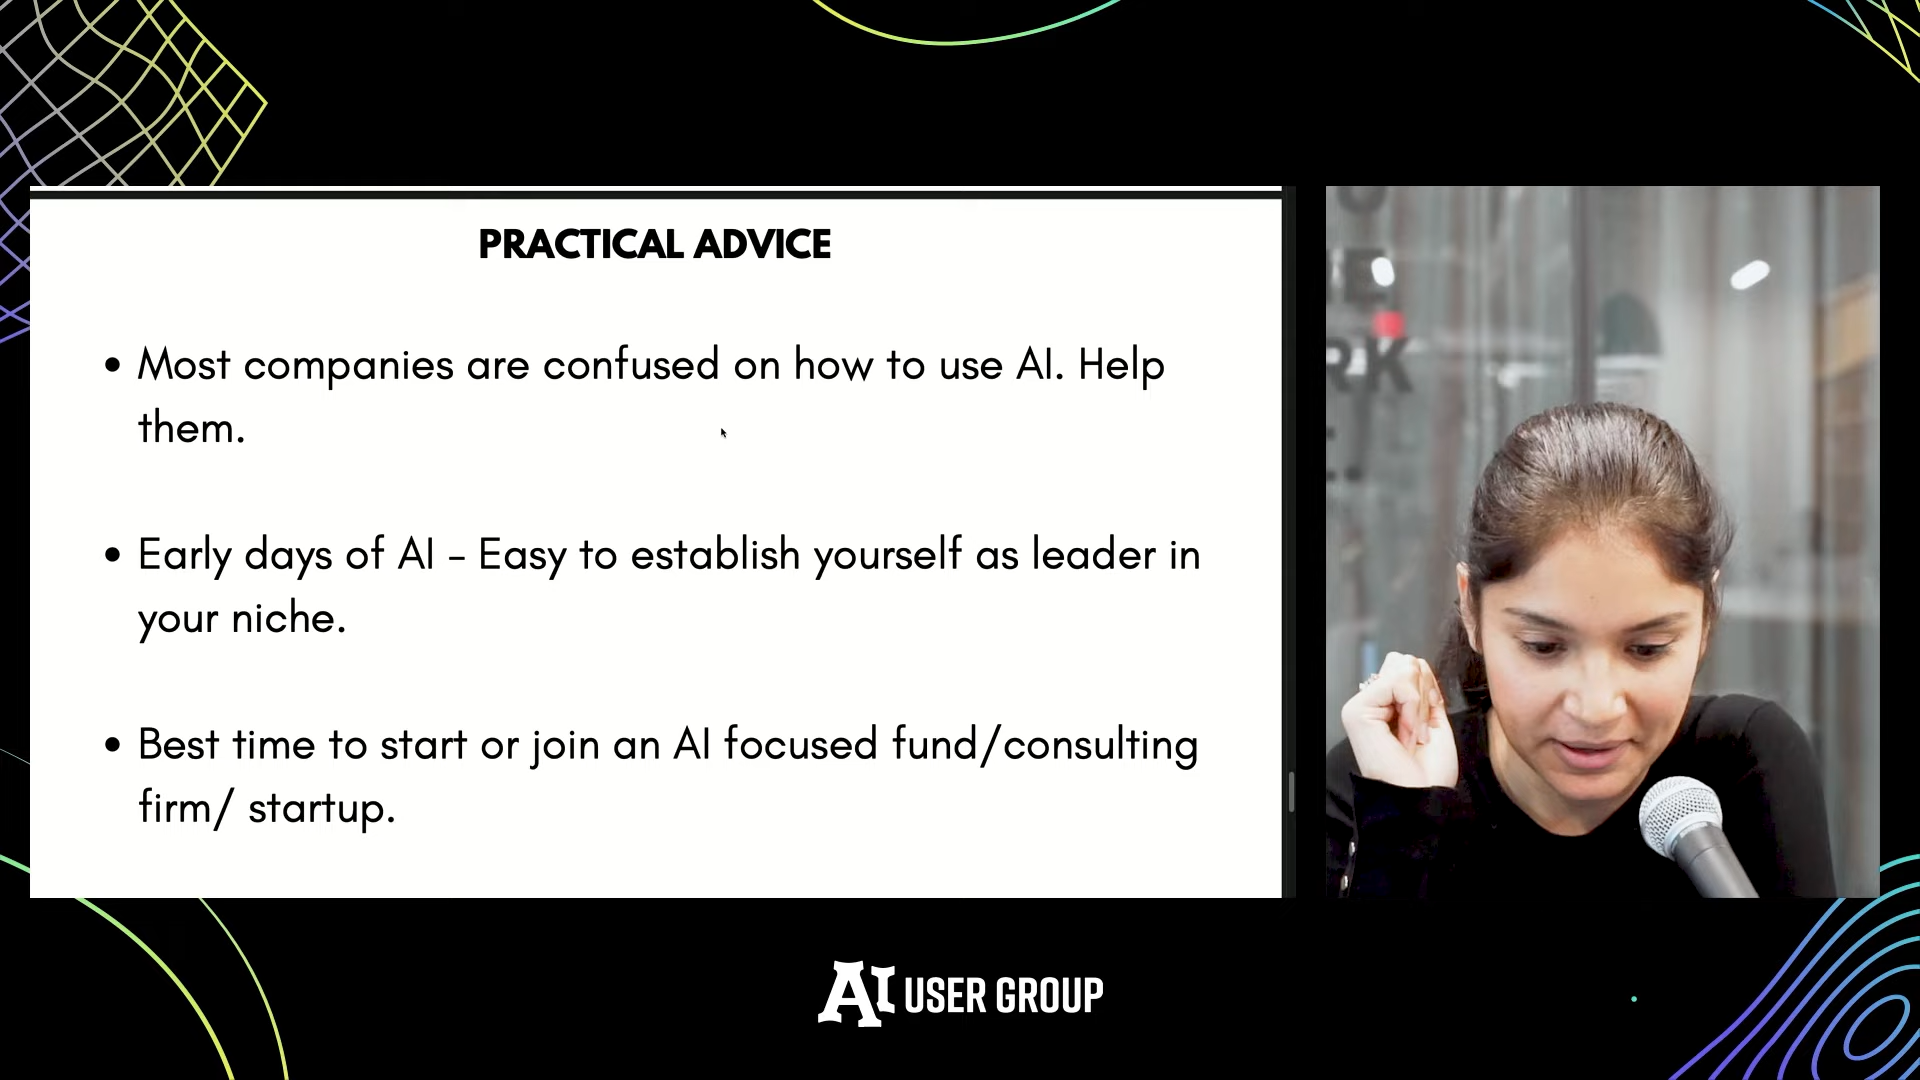 PRACTICAL ADVICE
• Most companies are confused on how to use AI. Help
them.
• Early days of AI – Easy to establish yourself as leader in
your niche.
• Best time to start or join an AI focused fund/consulting
firm/ startup.
RK
AI USER GROUP